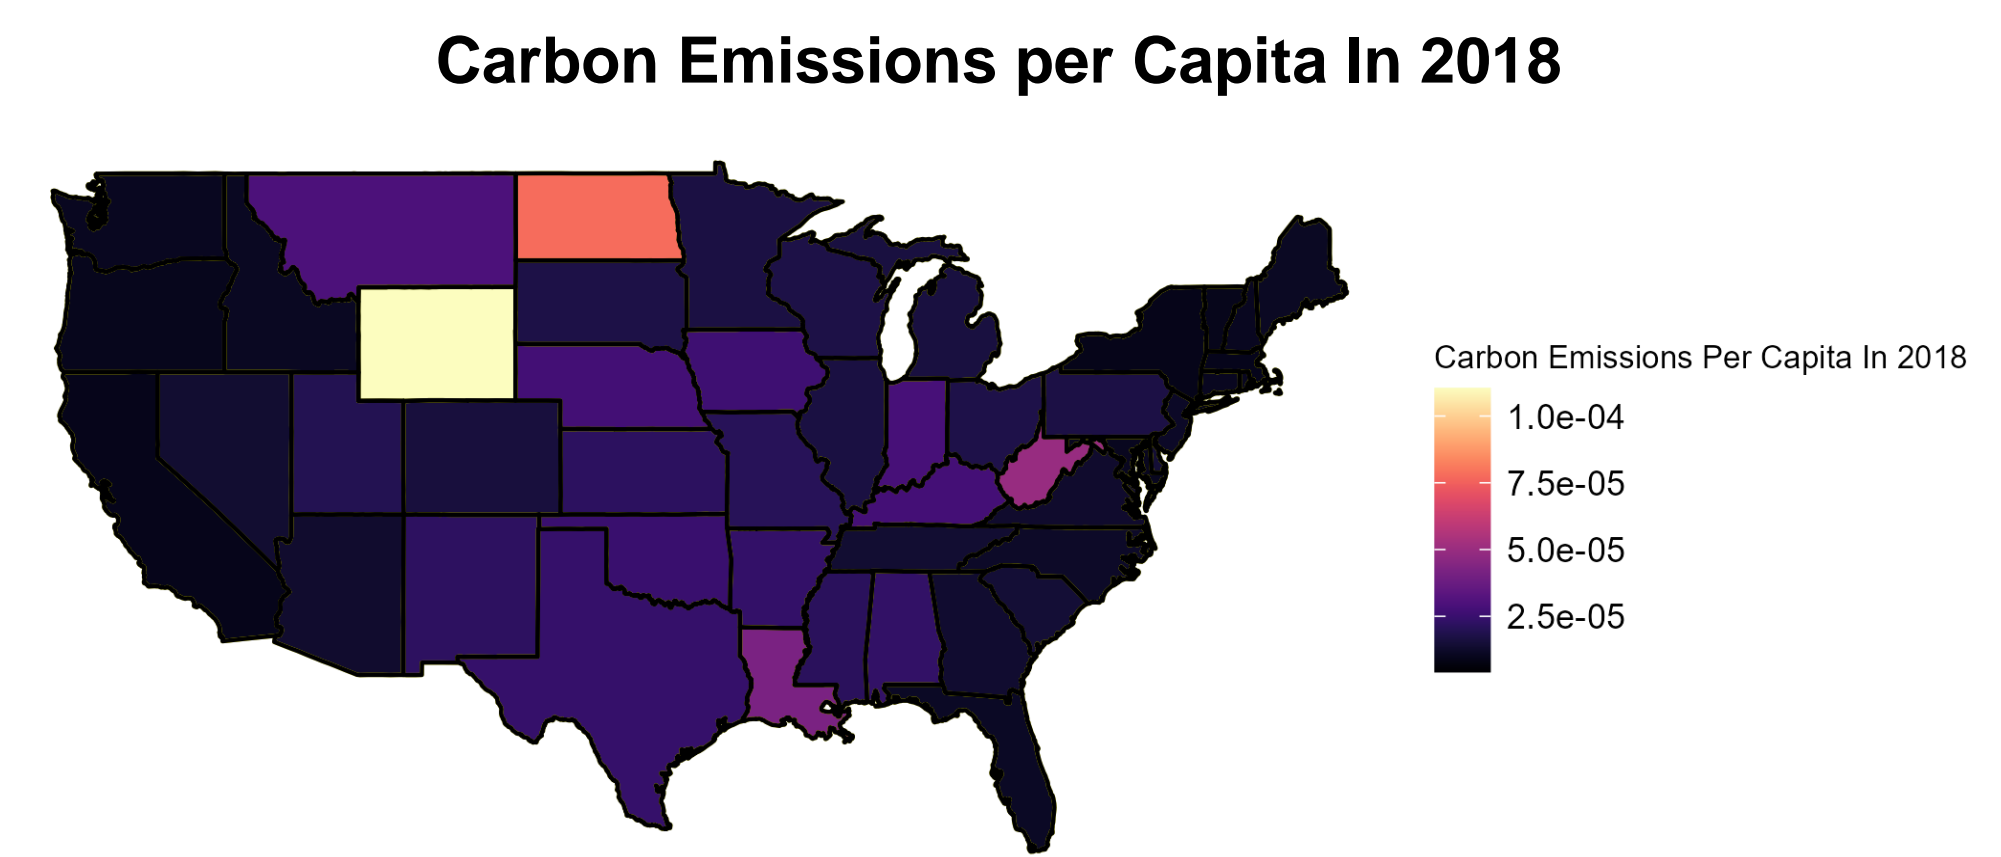 Carbon Emissions per Capita In 2018
Carbon Emissions Per Capita In 2018
1.0e-04
7.5e-05
5.0e-05
2.5e-05